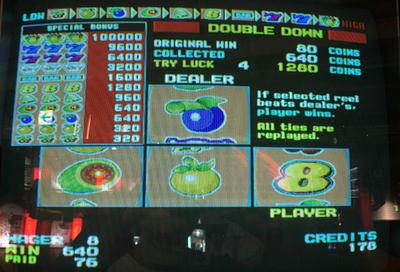 LOW
HIGH
SPECIAL BONUS
100000
9600
6400
3200
1600
1280
960
640
640
320
320
DOUBLE DOWN
ORIGINAL WIN 80 COINS
COLLECTED 640 COINS
TRY LUCK 4 1280 COINS
DEALER
If selected reel
beats dealer's,
player wins.
All ties are
replayed.
8
PLAYER
WAGER 8
WIN 640
PAID 76
CREDITS
178